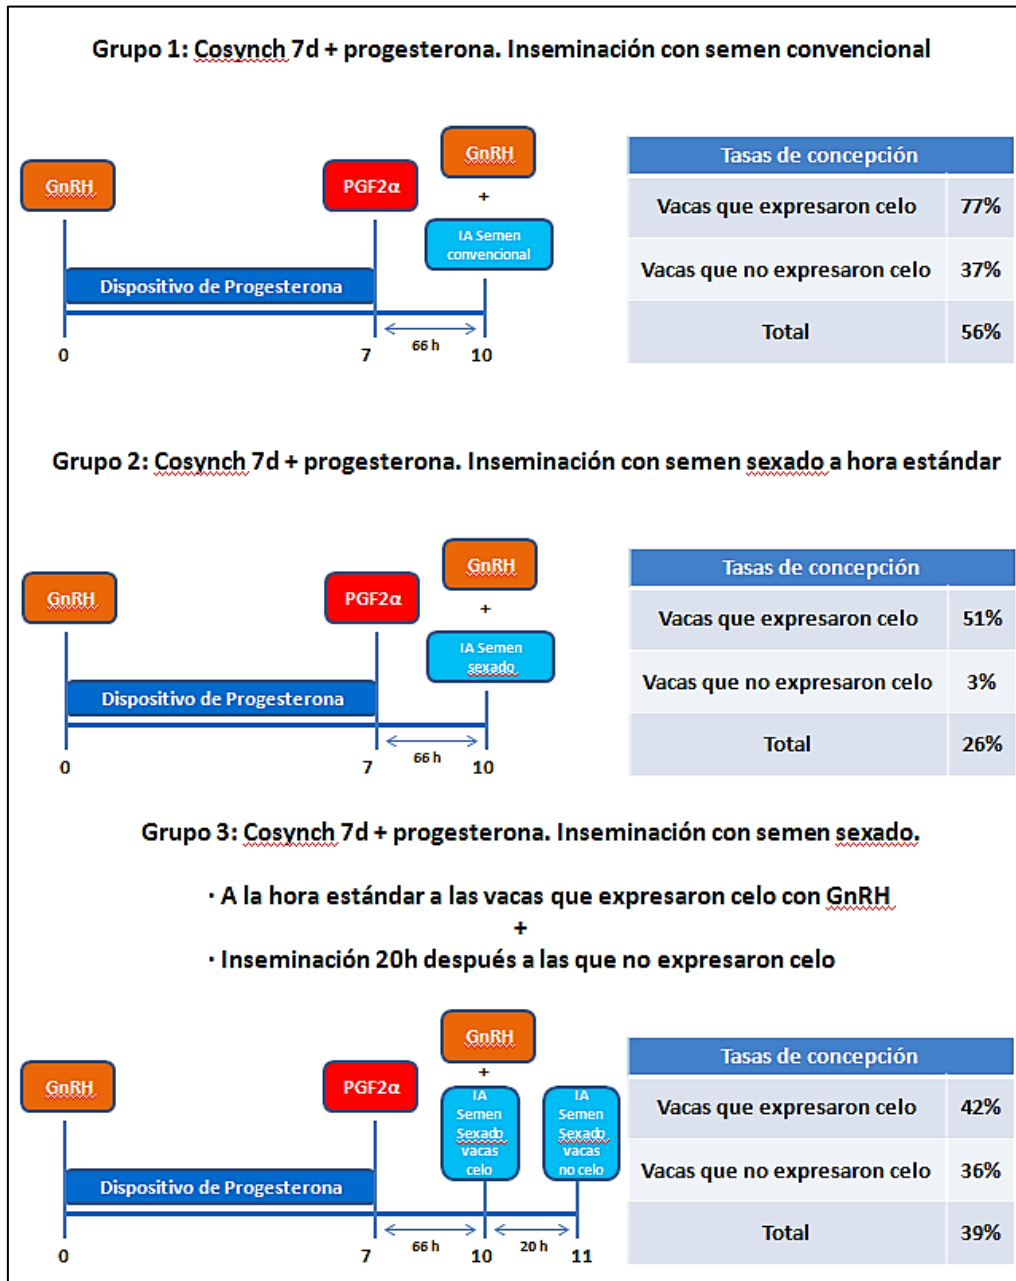 Grupo 1: Cosynch 7d + progesterona. Inseminación con semen convencional
GnRH
PGF2α
GnRH
+
IA Semen
convencional
Dispositivo de Progesterona
66 h
0
7
10
Tasas de concepción
Vacas que expresaron celo 77%
Vacas que no expresaron celo 37%
Total 56%
Grupo 2: Cosynch 7d + progesterona. Inseminación con semen sexado a hora estándar
GnRH
PGF2α
GnRH
+
IA Semen
sexado
Dispositivo de Progesterona
66 h
0
7
10
Tasas de concepción
Vacas que expresaron celo 51%
Vacas que no expresaron celo 3%
Total 26%
Grupo 3: Cosynch 7d + progesterona. Inseminación con semen sexado.
· A la hora estándar a las vacas que expresaron celo con GnRH
+
· Inseminación 20h después a las que no expresaron celo
GnRH
PGF2α
GnRH
+
IA
Semen
Sexado
vacas
celo
IA
Semen
Sexado
vacas
no celo
Dispositivo de Progesterona
66 h
20 h
0
7
10
11
Tasas de concepción
Vacas que expresaron celo 42%
Vacas que no expresaron celo 36%
Total 39%